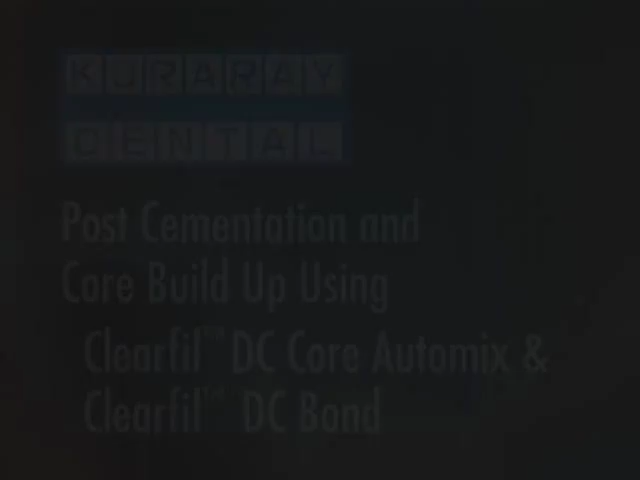 KURARAY
DENTAL
Post Cementation and
Core Build Up Using
Clearfil™ DC Core Automix &
Clearfil™ DC Bond